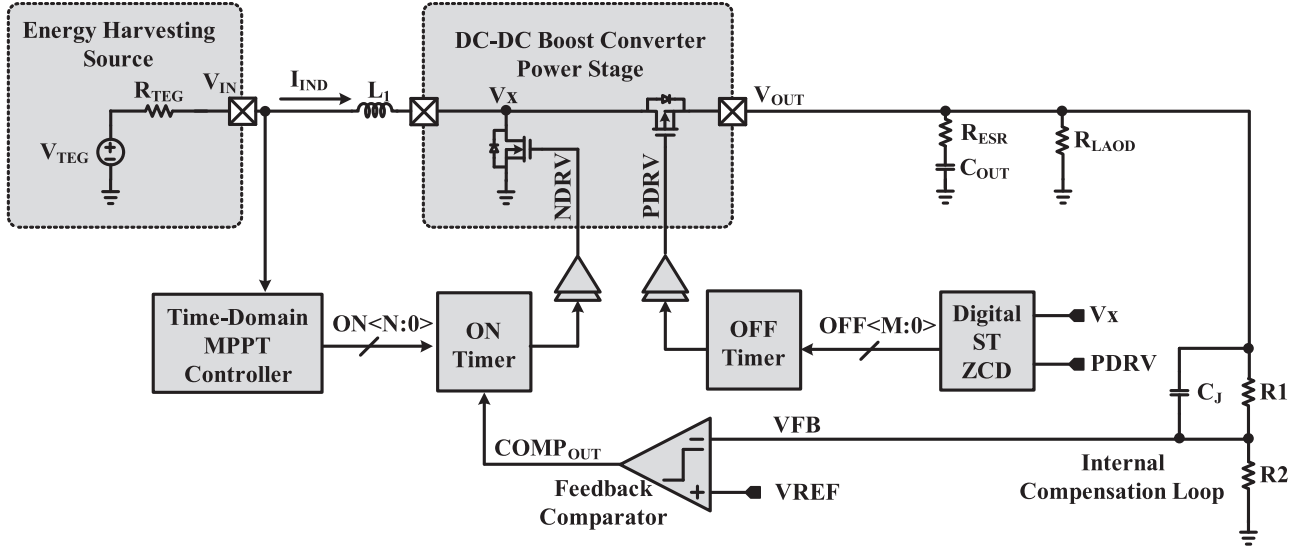 Energy Harvesting
Source
R_TEG
V_IN
V_TEG
I_IND
L_1
DC-DC Boost Converter
Power Stage
Vx
NDRV
PDRV
V_OUT
R_ESR
C_OUT
R_LAOD
Time-Domain
MPPT
Controller
ON<N:0>
ON
Timer
OFF
Timer
OFF<M:0>
Digital
ST
ZCD
Vx
PDRV
C_J
R1
R2
VFB
COMP_OUT
Feedback
Comparator
VREF
Internal
Compensation Loop